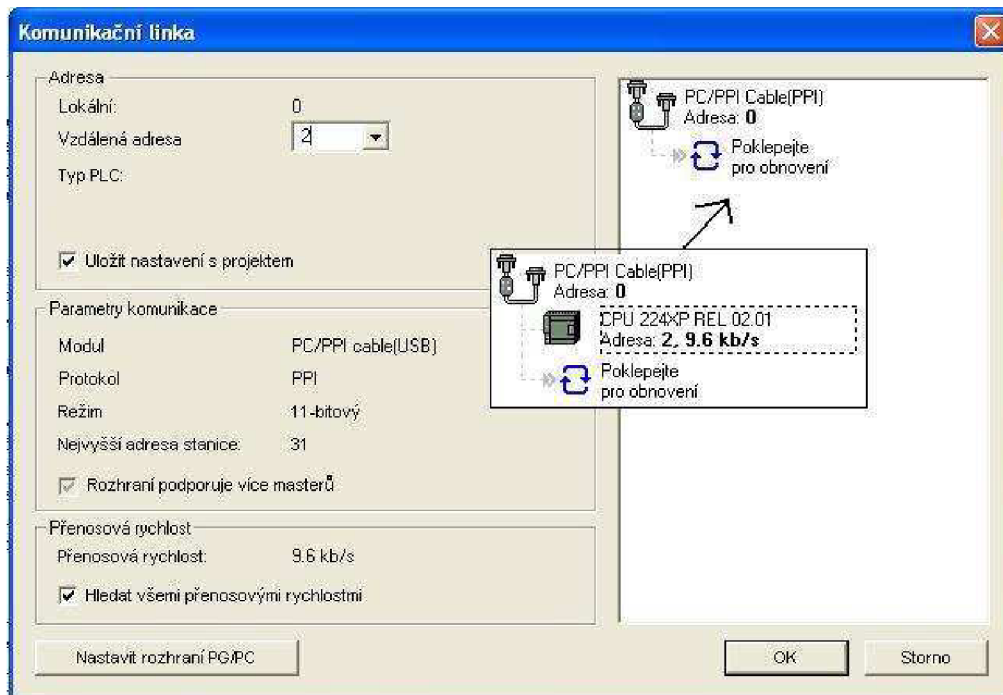 Komunikační linka
Adresa
Lokální: 0
Vzdálená adresa 2
Typ PLC:
Uložit nastavení s projektem
Parametry komunikace
Modul PC/PPI cable(USB)
Protokol PPI
Režim 11-bitový
Nejvyšší adresa stanice: 31
Rozhraní podporuje více masterů
Přenosová rychlost
Přenosová rychlost: 9.6 kb/s
Hledat všemi přenosovými rychlostmi
Nastavit rozhraní PG/PC
PC/PPI Cable(PPI)
Adresa: 0
Poklepejte
pro obnovení
PC/PPI Cable(PPI)
Adresa: 0
CPU 224XP REL 02.01
Adresa: 2, 9.6 kb/s
Poklepejte
pro obnovení
OK
Storno